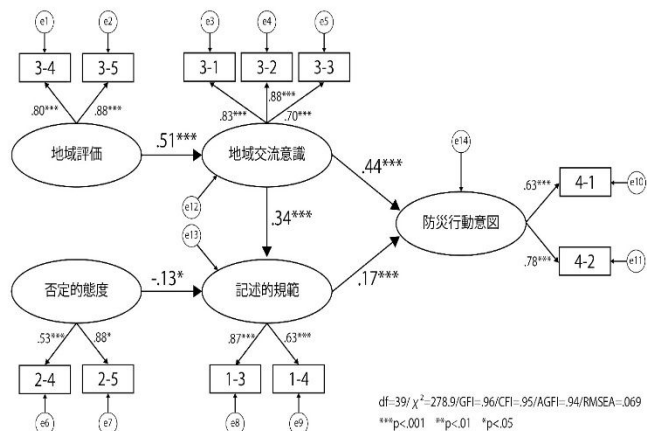 e1 e2 e3 e4 e5
3-4 3-5 3-1 3-2 3-3
.80*** .88*** .83*** .88*** .70***
e14
地域評価 .51*** 地域交流意識 .44***
e12
.63*** 4-1 e10
防災行動意図
.34***
e13
.78*** 4-2 e11
否定的態度 -.13* 記述的規範 .17***
.53*** .88* .87*** .63***
2-4 2-5 1-3 1-4
e6 e7 e8 e9
df=39/χ²=278.9/GFI=.96/CFI=.95/AGFI=.94/RMSEA=.069
***p<.001 **p<.01 *p<.05